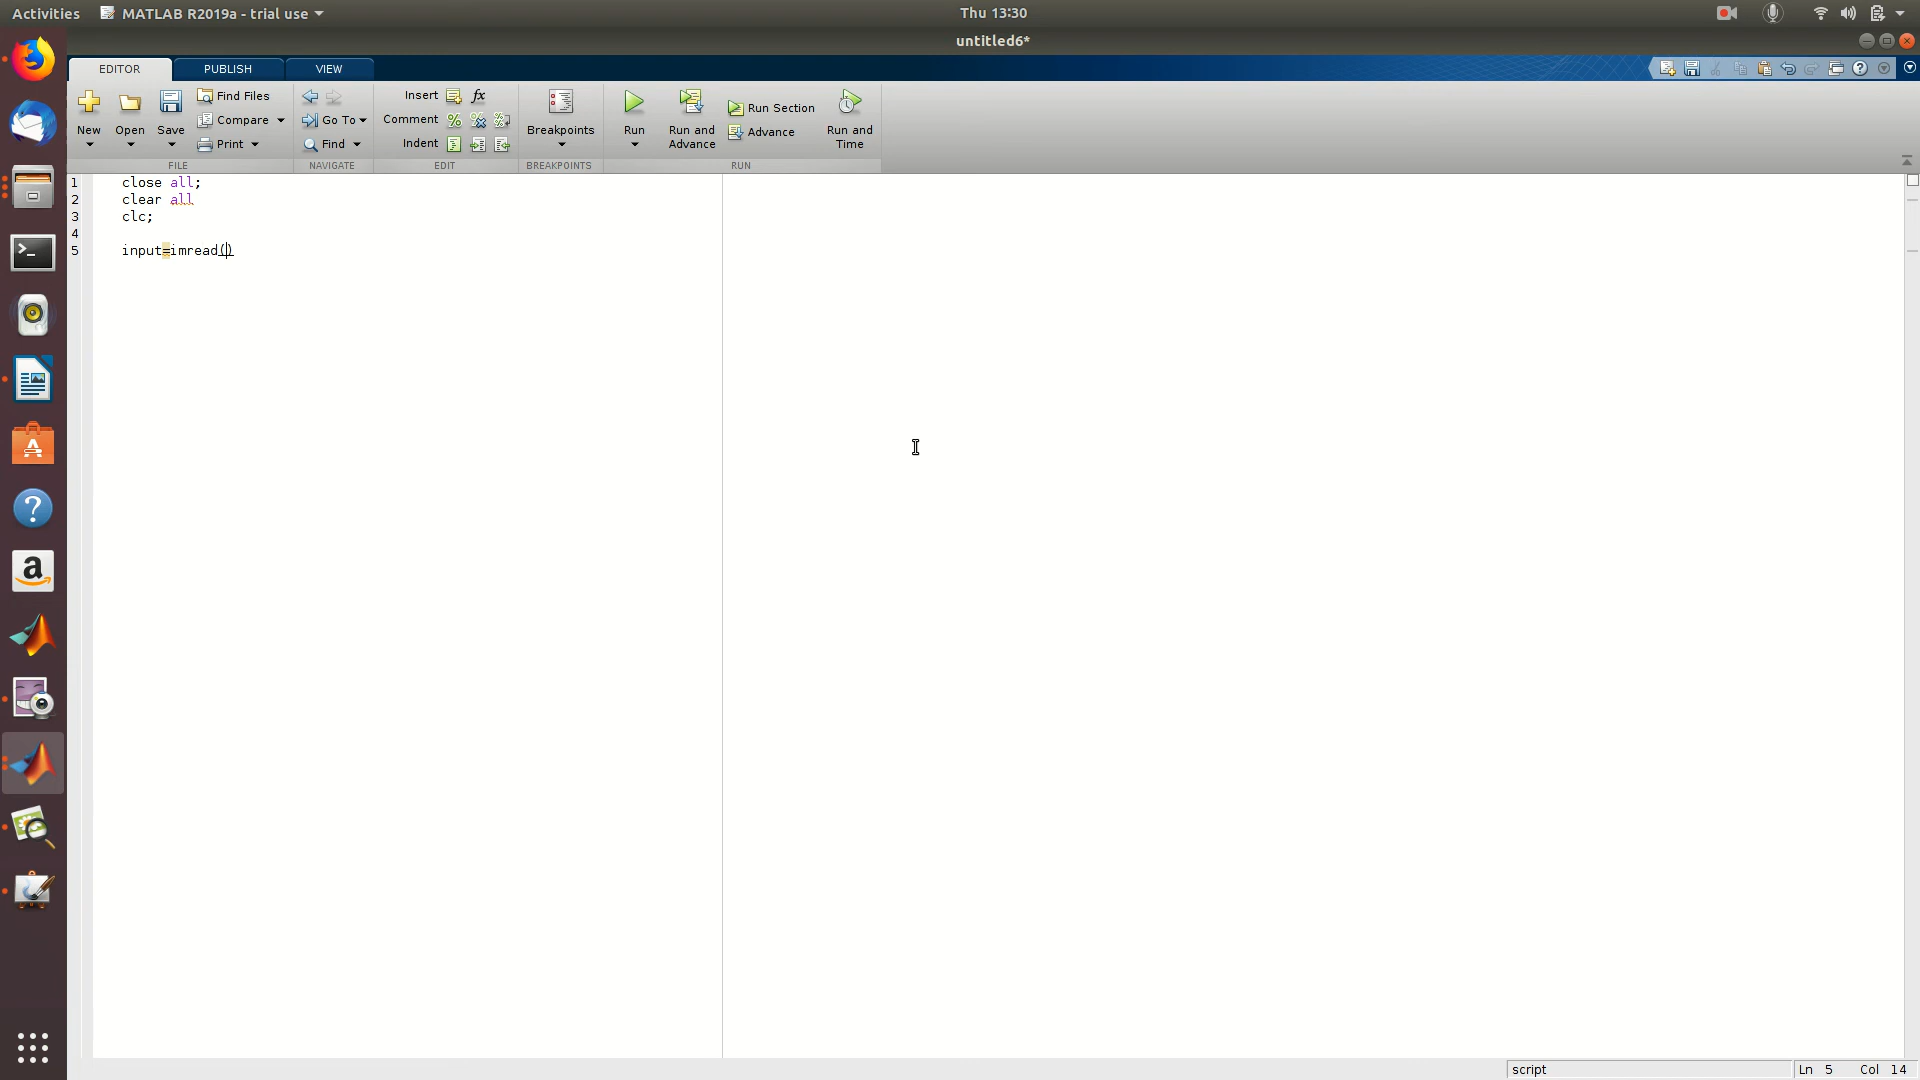 Activities MATLAB R2019a - trial use Thu 13:30
untitled6*
EDITOR PUBLISH VIEW
New Open Save Find Files Compare Print
Go To Find
Insert fx
Comment
Indent
Breakpoints
Run Run and Advance Run Section Advance Run and Time
FILE NAVIGATE EDIT BREAKPOINTS RUN
1 close all;
2 clear all
3 clc;
4
5 input=imread()
script Ln 5 Col 14